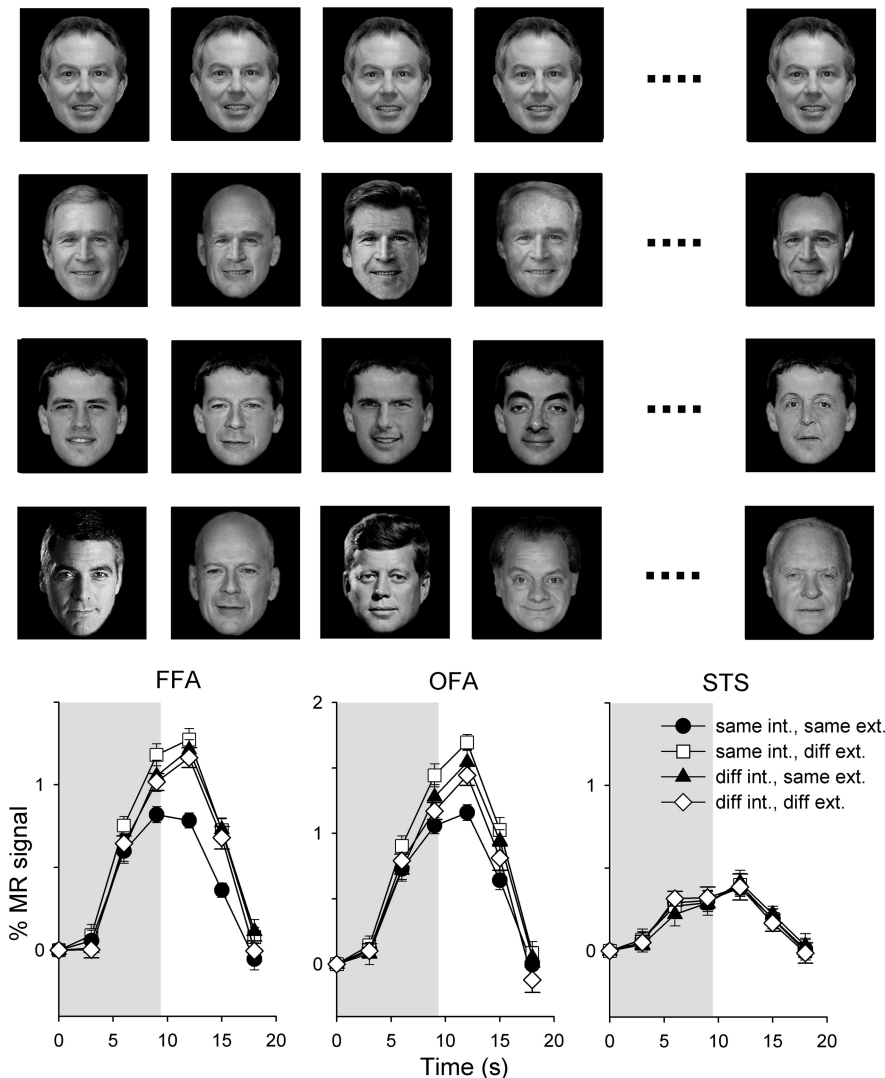 FFA
OFA
STS
% MR signal
1
0
0 5 10 15 20
2
1
0
0 5 10 15 20
same int., same ext.
same int., diff ext.
diff int., same ext.
diff int., diff ext.
1
0
0 5 10 15 20
Time (s)